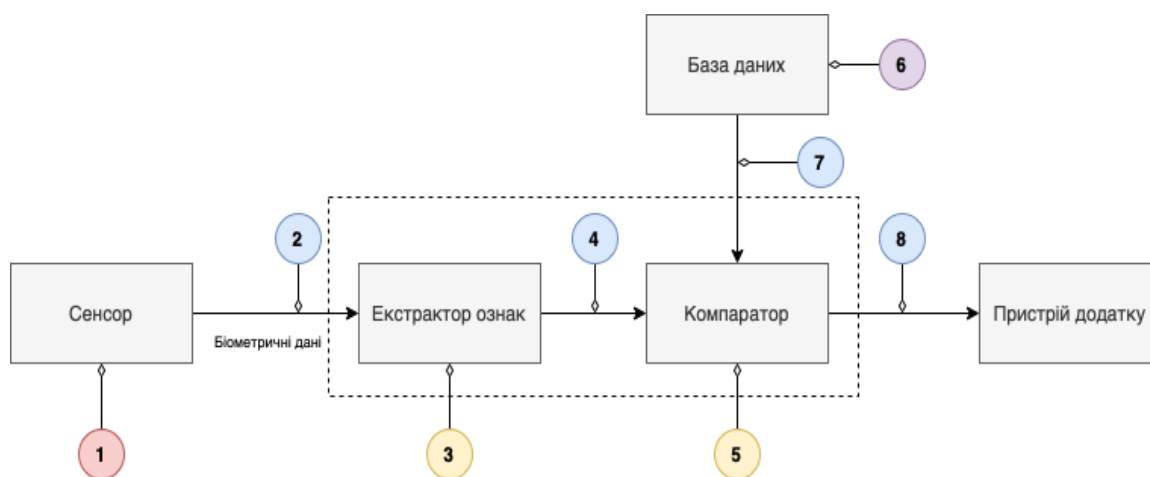 База даних
6
7
2
4
8
Сенсор
Екстрактор ознак
Компаратор
Пристрій додатку
Біометричні дані
1
3
5